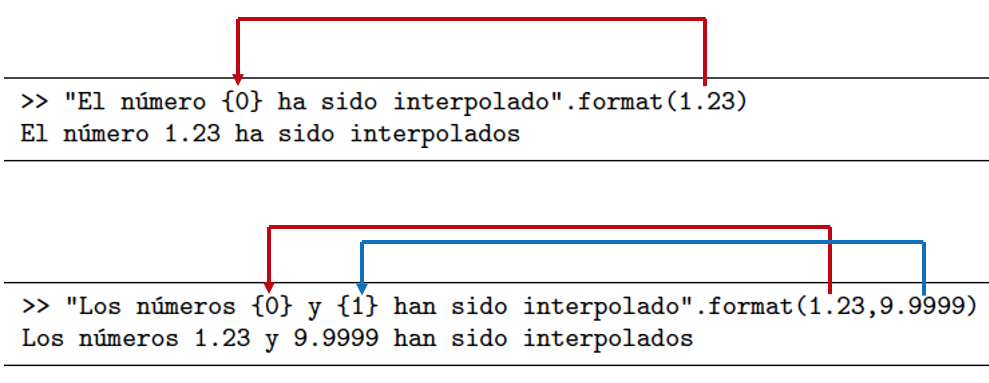 >> "El número {0} ha sido interpolado".format(1.23)
El número 1.23 ha sido interpolados
>> "Los números {0} y {1} han sido interpolado".format(1.23,9.9999)
Los números 1.23 y 9.9999 han sido interpolados